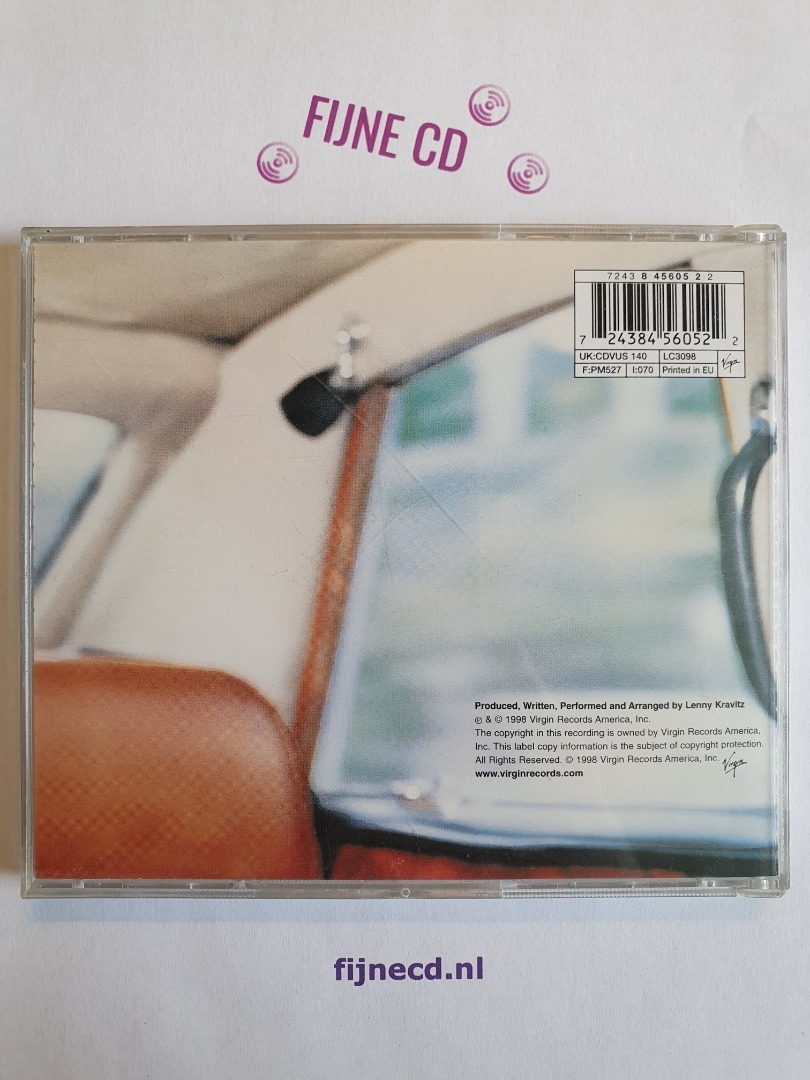 FIJNE CD
7243 8 45605 2 2
7 24384 56052 2
UK:CDVUS 140
LC3098
Virgin
F:PM527
I:070
Printed in EU
Produced, Written, Performed and Arranged by Lenny Kravitz
℗ & © 1998 Virgin Records America, Inc.
The copyright in this recording is owned by Virgin Records America,
Inc. This label copy information is the subject of copyright protection.
All Rights Reserved. © 1998 Virgin Records America, Inc.
Virgin
www.virginrecords.com
fijnecd.nl